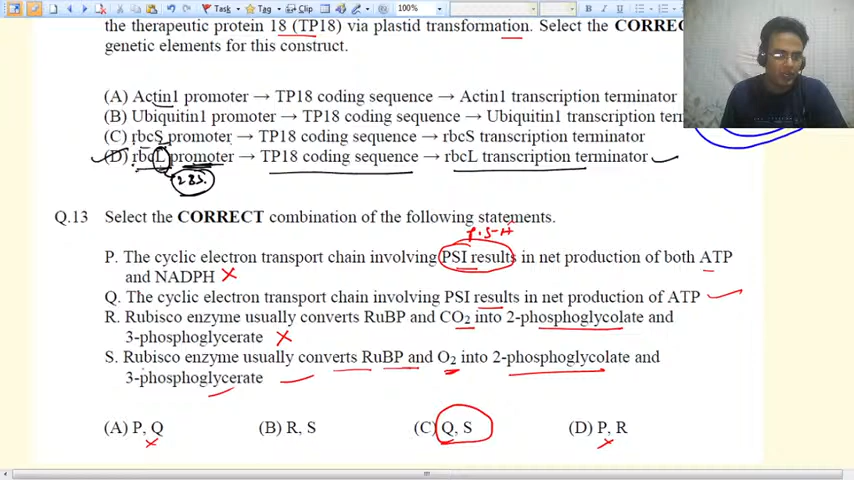 Task Tag Clip 100% B I U
the therapeutic protein 18 (TP18) via plastid transformation. Select the CORREC
genetic elements for this construct.
(A) Actin1 promoter → TP18 coding sequence → Actin1 transcription terminator
(B) Ubiquitin1 promoter → TP18 coding sequence → Ubiquitin1 transcription term
(C) rbcS promoter → TP18 coding sequence → rbcS transcription terminator
(D) rbcL promoter → TP18 coding sequence → rbcL transcription terminator
Q.13 Select the CORRECT combination of the following statements.
P. The cyclic electron transport chain involving PSI results in net production of both ATP
and NADPH
Q. The cyclic electron transport chain involving PSI results in net production of ATP
R. Rubisco enzyme usually converts RuBP and CO2 into 2-phosphoglycolate and
3-phosphoglycerate
S. Rubisco enzyme usually converts RuBP and O2 into 2-phosphoglycolate and
3-phosphoglycerate
(A) P, Q (B) R, S (C) Q, S (D) P, R